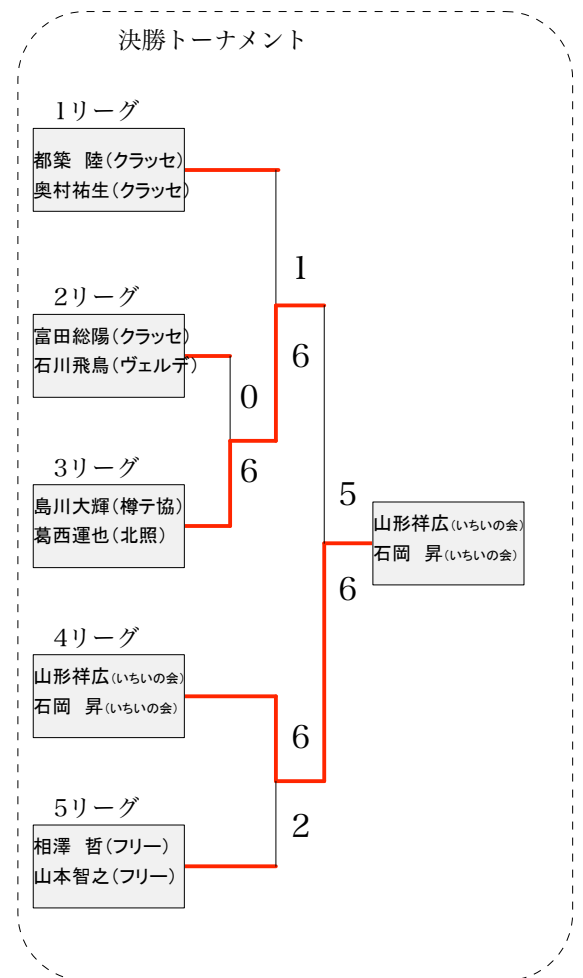 決勝トーナメント
1リーグ
都築 陸(クラッセ)
奥村祐生(クラッセ)
1
2リーグ
富田総陽(クラッセ)
石川飛鳥(ヴェルデ)
6
0
3リーグ
6
島川大輝(樽テ協)
葛西運也(北照)
5
山形祥広(いちいの会)
石岡 昇(いちいの会)
6
4リーグ
山形祥広(いちいの会)
石岡 昇(いちいの会)
6
5リーグ
2
相澤 哲(フリー)
山本智之(フリー)